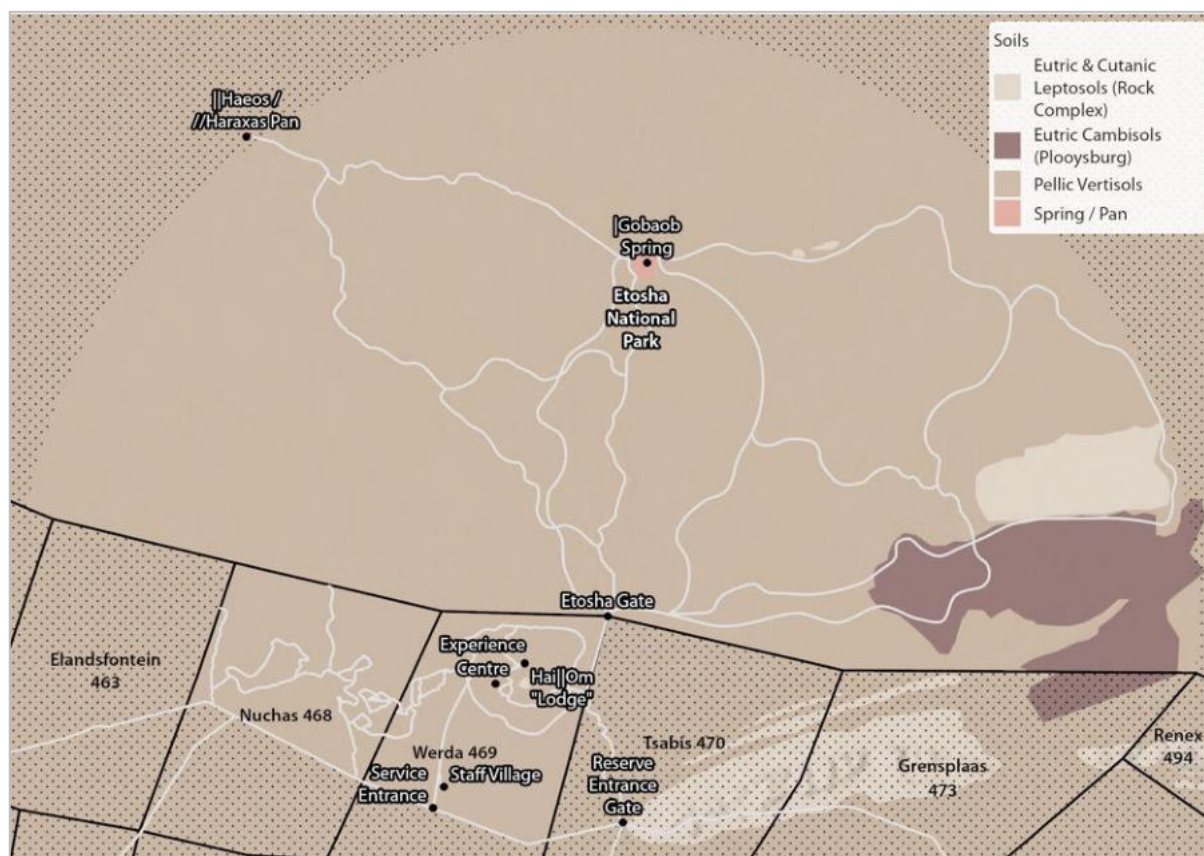 Soils
Eutric & Cutanic
Leptosols (Rock
Complex)
Eutric Cambisols
(Plooysburg)
Pellic Vertisols
Spring / Pan
||Haeos /
//Haraxas Pan
|Gobaob
Spring
Etosha
National
Park
Etosha Gate
Experience
Centre
Hai||Om
"Lodge"
Elandsfontein
463
Nuchas 468
Werda 469
Tsabis 470
Service
Entrance
Staff Village
Reserve
Entrance
Gate
Grensplaas
473
Renex
494